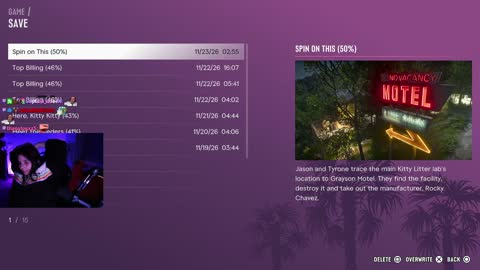 GAME /
SAVE
Spin on This (50%) 11/23/26 02:55
Top Billing (46%) 11/22/26 16:07
Top Billing (46%) 11/22/26 05:41
11/22/26 04:02
Here, Kitty Kitty (43%) 11/21/26 04:44
(41%) 11/20/26 04:06
11/19/26 03:44
1 / 16
SPIN ON THIS (50%)
NO VACANCY
MOTEL
Jason and Tyrone trace the main Kitty Litter lab's
location to Grayson Motel. They find the facility,
destroy it and take out the manufacturer, Rocky
Chavez.
DELETE OVERWRITE BACK